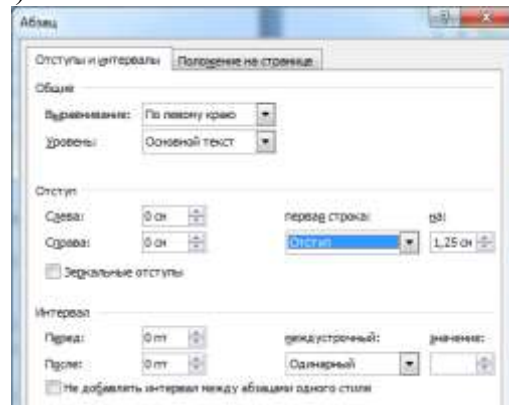 )
Абзац
Отступы и интервалы Положение на странице
Общие
Выравнивание: По левому краю
Уровень: Основной текст
Отступ
Слева: 0 см первая строка: на:
Справа: 0 см Отступ 1,25 см
Зеркальные отступы
Интервал
Перед: 0 пт междустрочный: значение:
После: 0 пт Одинарный
Не добавлять интервал между абзацами одного стиля